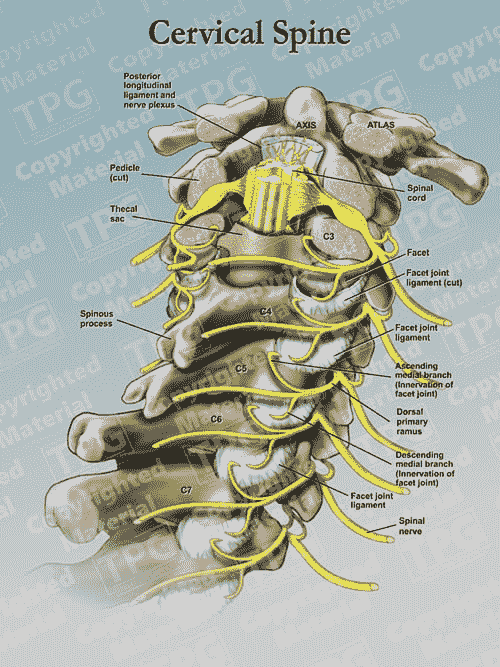 Cervical Spine
Posterior
longitudinal
ligament and
nerve plexus
AXIS
ATLAS
Pedicle
(cut)
Spinal
cord
Thecal
sac
C3
Facet
Facet joint
ligament (cut)
C4
Spinous
process
Facet joint
ligament
C5
Ascending
medial branch
(Innervation of
facet joint)
C6
Dorsal
primary
ramus
Descending
medial branch
(Innervation of
facet joint)
C7
Facet joint
ligament
Spinal
nerve
Copyrighted
Material
TPG